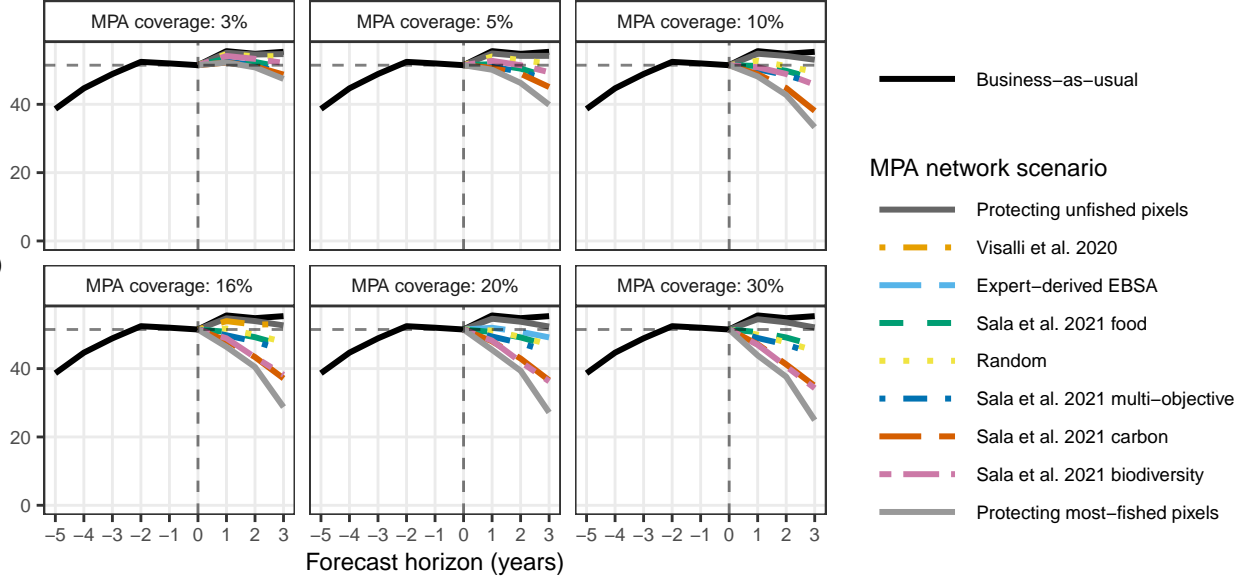 MPA coverage: 3%
MPA coverage: 5%
MPA coverage: 10%
40
20
0
MPA coverage: 16%
MPA coverage: 20%
MPA coverage: 30%
40
20
0
−5 −4 −3 −2 −1 0 1 2 3
−5 −4 −3 −2 −1 0 1 2 3
−5 −4 −3 −2 −1 0 1 2 3
Forecast horizon (years)
Business−as−usual
MPA network scenario
Protecting unfished pixels
Visalli et al. 2020
Expert−derived EBSA
Sala et al. 2021 food
Random
Sala et al. 2021 multi−objective
Sala et al. 2021 carbon
Sala et al. 2021 biodiversity
Protecting most−fished pixels